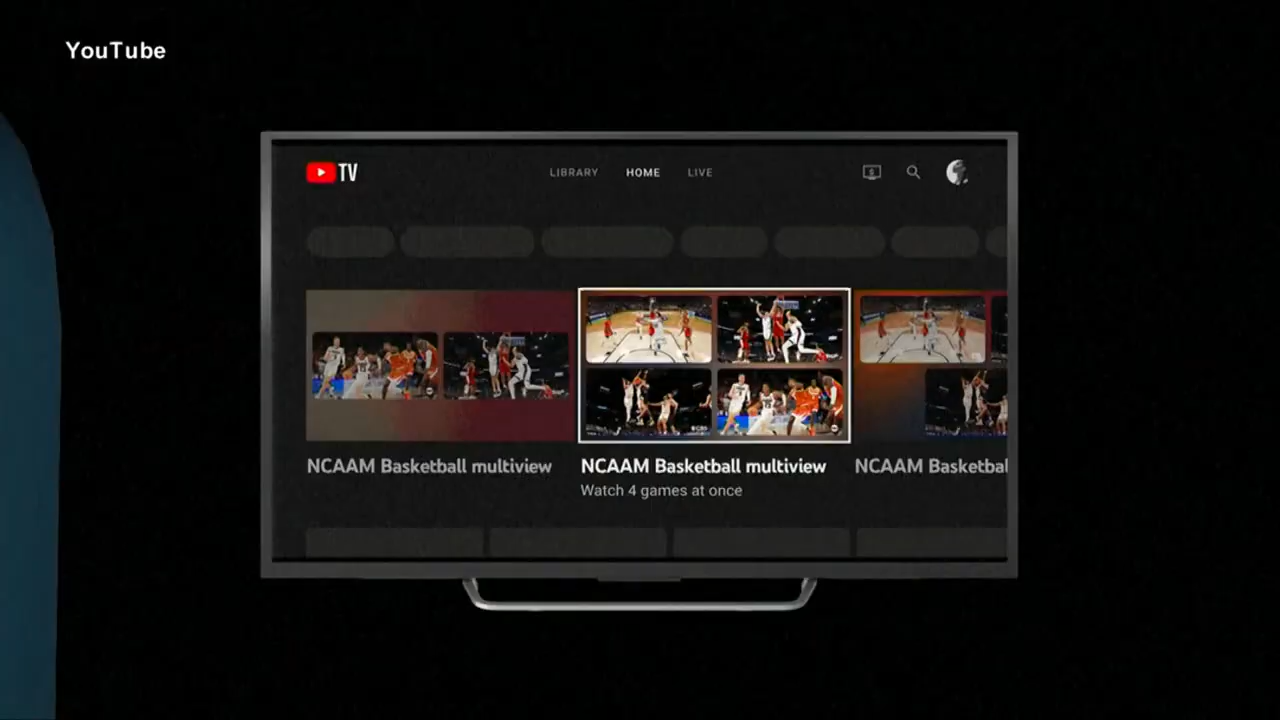 YouTube
TV
LIBRARY HOME LIVE
NCAAM Basketball multiview
NCAAM Basketball multiview
NCAAM Basketbal
Watch 4 games at once